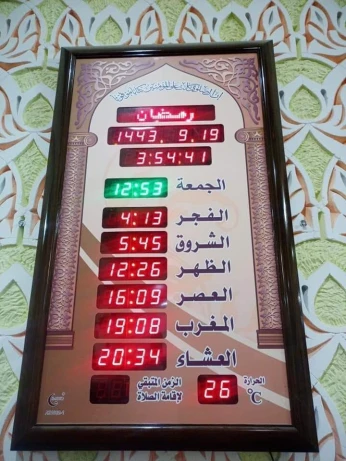 رمضان
1443. 9. 19
3:54:41
12:53 الجمعة
4:13 الفجر
5:45 الشروق
12:26 الظهر
16:09 العصر
19:08 المغرب
20:34 العشاء
الزمن المتبقي
لإقامة الصلاة
26 الحرارة
°C